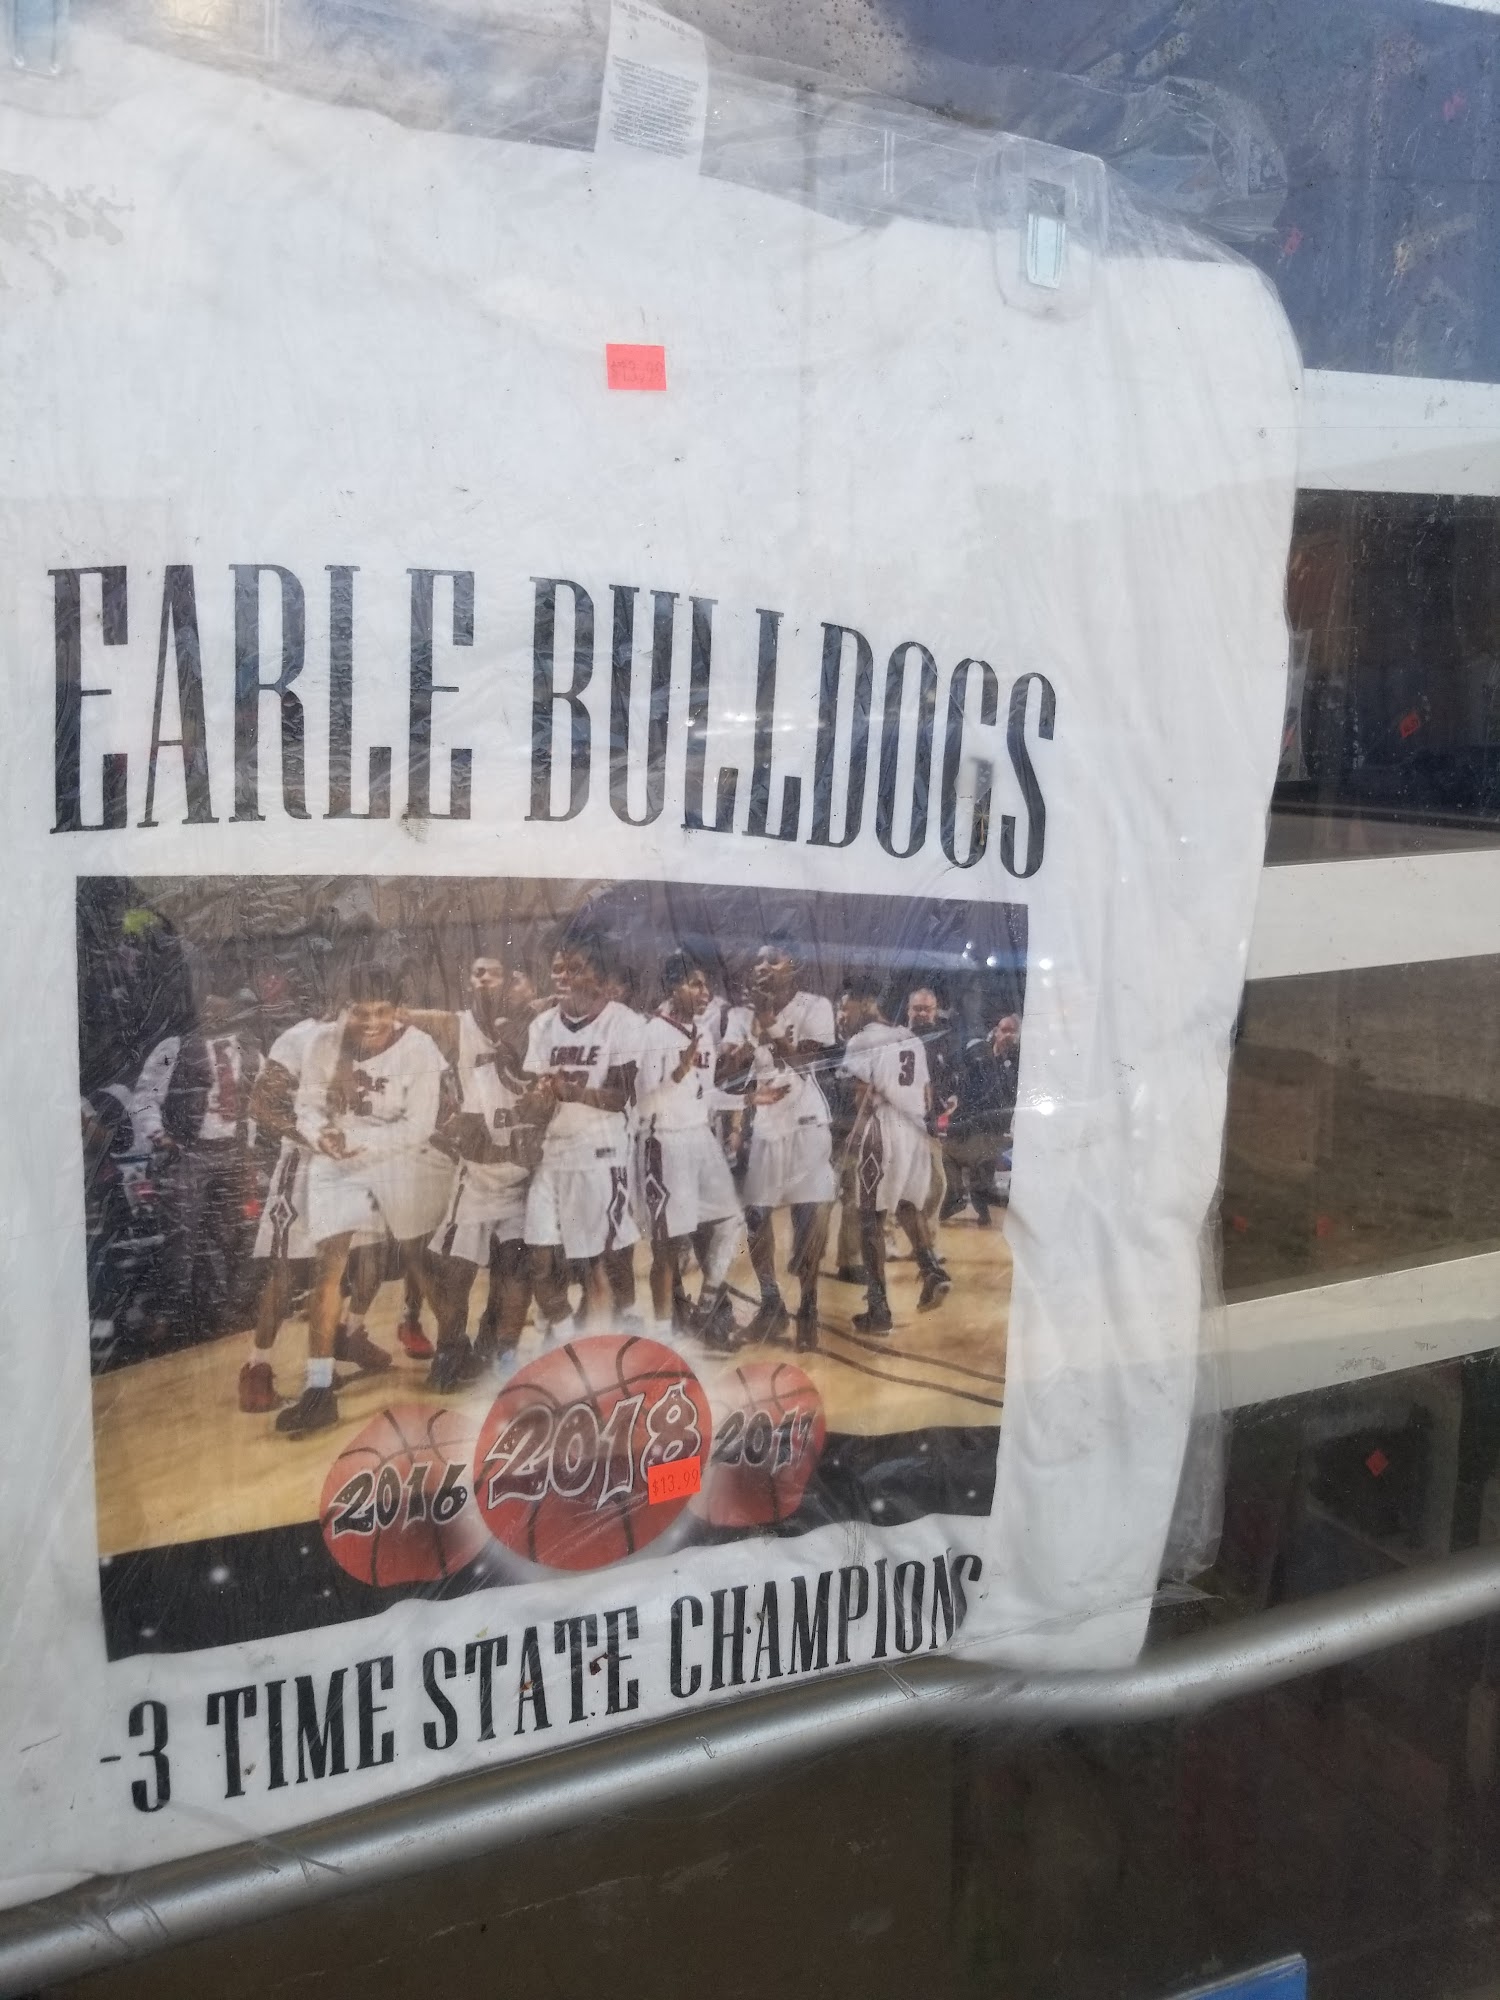 EARLE BULLDOGS
EARLE
3
2016 2018 2017
$13.99
-3 TIME STATE CHAMPIONS